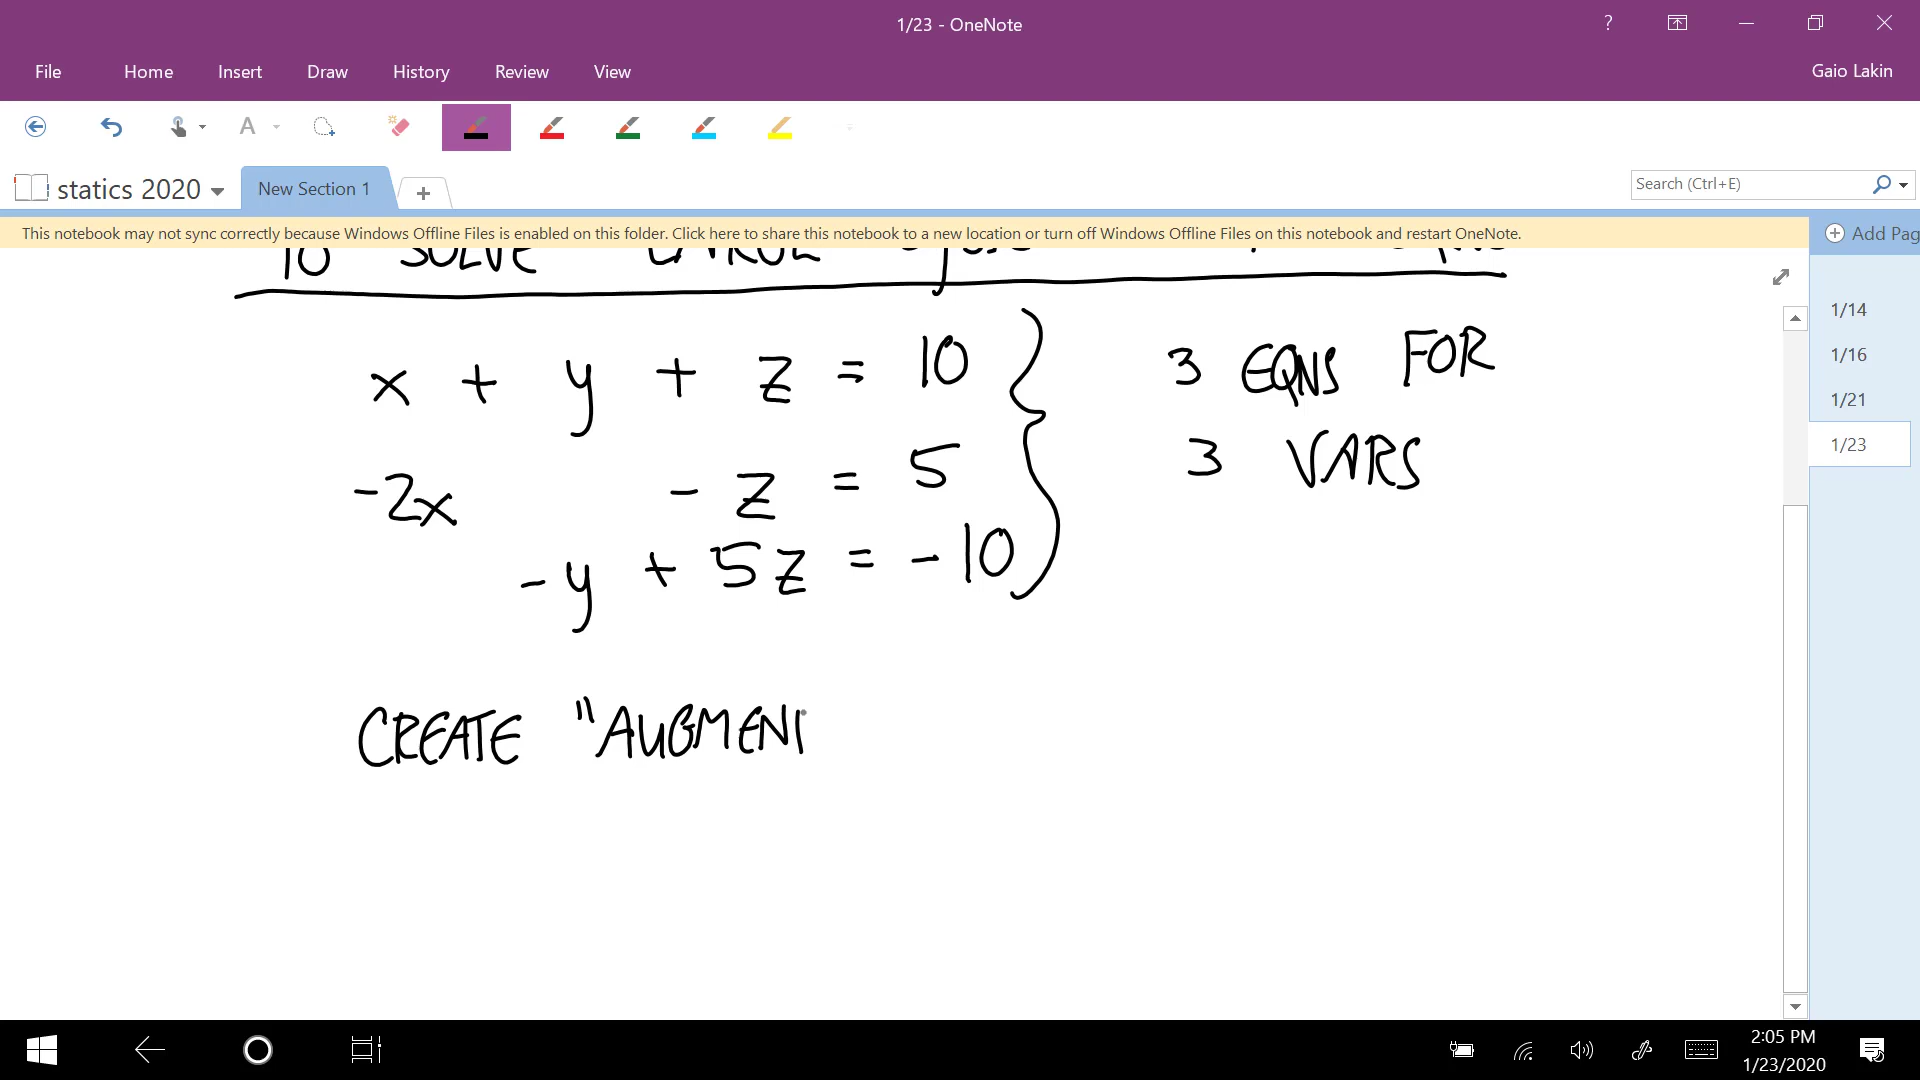 1/23 - OneNote
?
File Home Insert Draw History Review View
Gaio Lakin
A
statics 2020
New Section 1
+
Search (Ctrl+E)
This notebook may not sync correctly because Windows Offline Files is enabled on this folder. Click here to share this notebook to a new location or turn off Windows Offline Files on this notebook and restart OneNote.
Add Pag
1/14
1/16
1/21
1/23
SOLVE
x + y + z = 10
-2x - z = 5
-y + 5z = -10
3 EQNS FOR
3 VARS
CREATE "AUGMENT
2:05 PM
1/23/2020